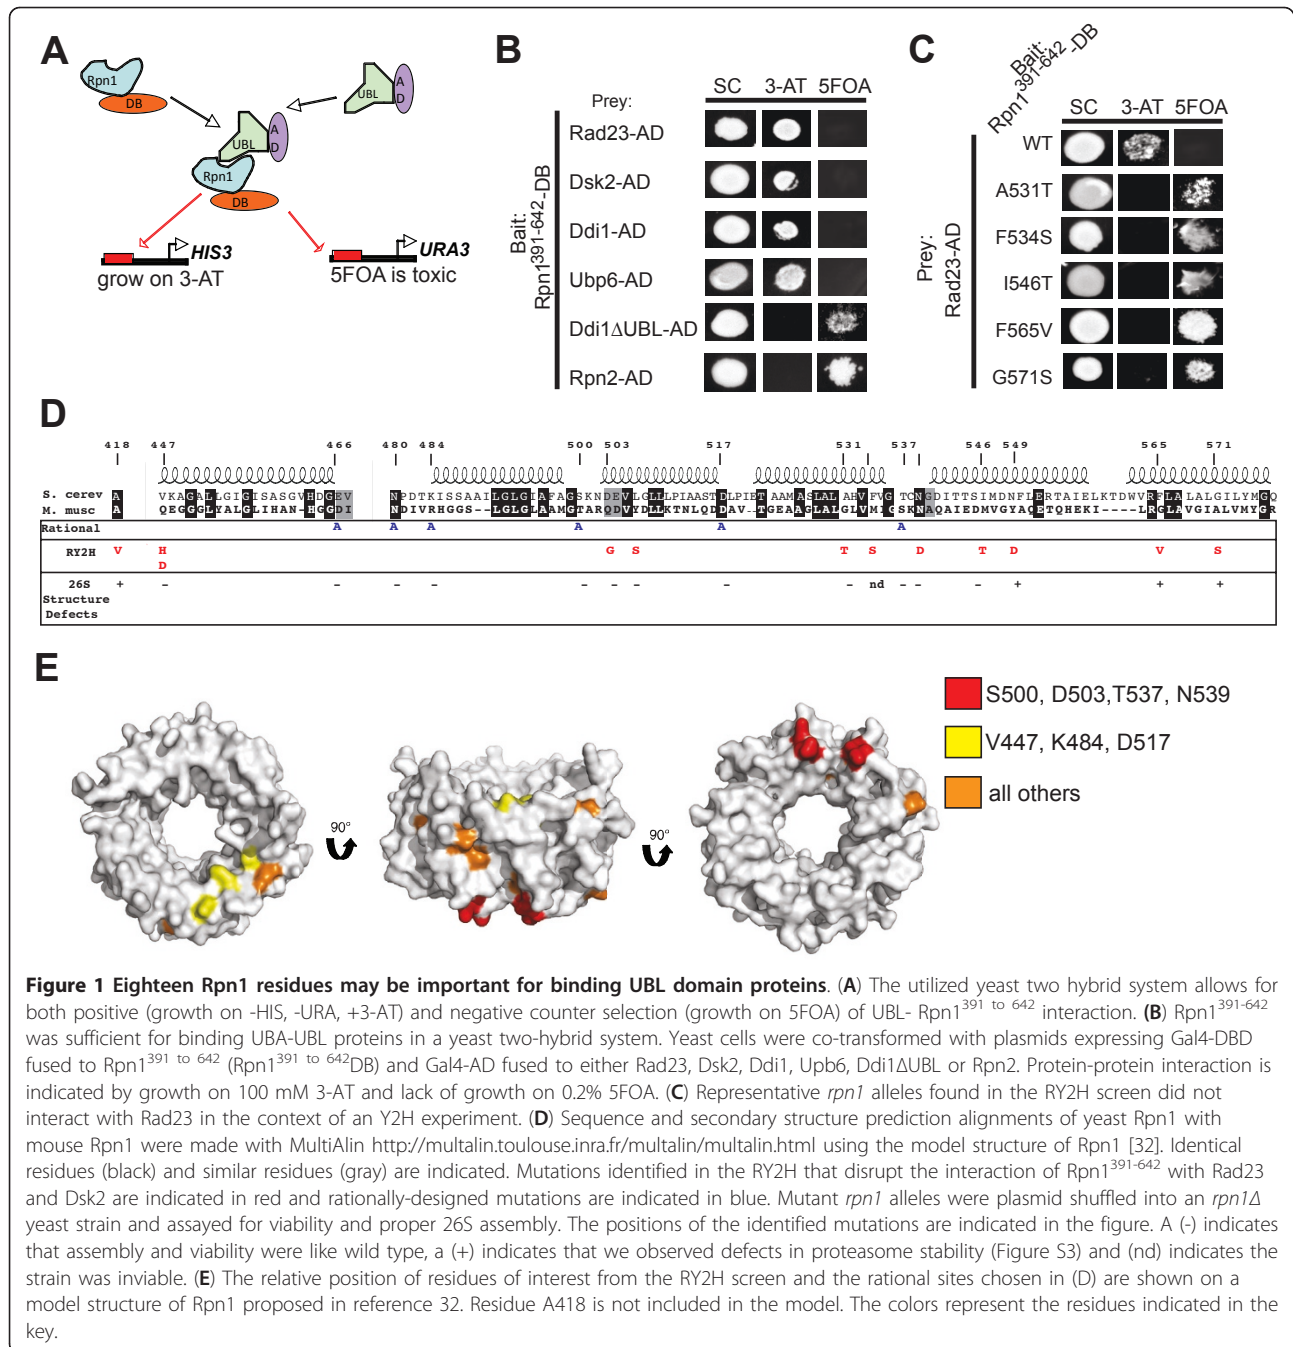 A
Rpn1
DB
UBL
A
D
UBL
A
D
Rpn1
DB
HIS3
grow on 3-AT
URA3
5FOA is toxic
B
SC 3-AT 5FOA
Prey:
Bait:
Rpn1391-642-DB
Rad23-AD
Dsk2-AD
Ddi1-AD
Ubp6-AD
Ddi1ΔUBL-AD
Rpn2-AD
C
Bait:
Rpn1391-642-DB
SC 3-AT 5FOA
Prey:
Rad23-AD
WT
A531T
F534S
I546T
F565V
G571S
D
418 447 466 480 484 500 503 517 531 537 546 549 565 571
S. cerev
M. musc
Rational A A A A A A
RY2H V H G S T S D T D V S
D
26S + - - - - - - - - - nd - - - + + +
Structure
Defects
E
S500, D503,T537, N539
V447, K484, D517
all others
90°
90°
Figure 1 Eighteen Rpn1 residues may be important for binding UBL domain proteins. (A) The utilized yeast two hybrid system allows for
both positive (growth on -HIS, -URA, +3-AT) and negative counter selection (growth on 5FOA) of UBL- Rpn1391 to 642 interaction. (B) Rpn1391-642
was sufficient for binding UBA-UBL proteins in a yeast two-hybrid system. Yeast cells were co-transformed with plasmids expressing Gal4-DBD
fused to Rpn1391 to 642 (Rpn1391 to 642DB) and Gal4-AD fused to either Rad23, Dsk2, Ddi1, Upb6, Ddi1ΔUBL or Rpn2. Protein-protein interaction is
indicated by growth on 100 mM 3-AT and lack of growth on 0.2% 5FOA. (C) Representative rpn1 alleles found in the RY2H screen did not
interact with Rad23 in the context of an Y2H experiment. (D) Sequence and secondary structure prediction alignments of yeast Rpn1 with
mouse Rpn1 were made with MultiAlin http://multalin.toulouse.inra.fr/multalin/multalin.html using the model structure of Rpn1 [32]. Identical
residues (black) and similar residues (gray) are indicated. Mutations identified in the RY2H that disrupt the interaction of Rpn1391-642 with Rad23
and Dsk2 are indicated in red and rationally-designed mutations are indicated in blue. Mutant rpn1 alleles were plasmid shuffled into an rpn1Δ
yeast strain and assayed for viability and proper 26S assembly. The positions of the identified mutations are indicated in the figure. A (-) indicates
that assembly and viability were like wild type, a (+) indicates that we observed defects in proteasome stability (Figure S3) and (nd) indicates the
strain was inviable. (E) The relative position of residues of interest from the RY2H screen and the rational sites chosen in (D) are shown on a
model structure of Rpn1 proposed in reference 32. Residue A418 is not included in the model. The colors represent the residues indicated in the
key.